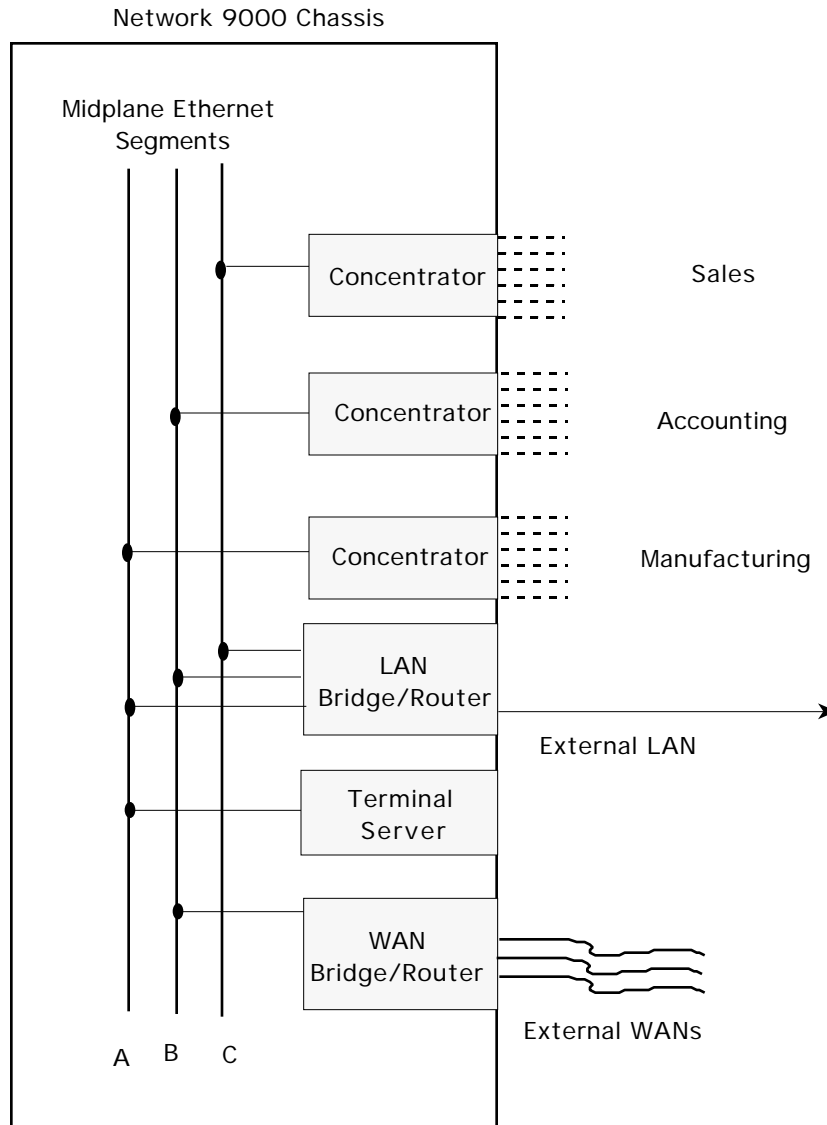 Network 9000 Chassis
Midplane Ethernet
Segments
Concentrator
Sales
Concentrator
Accounting
Concentrator
Manufacturing
LAN
Bridge/Router
External LAN
Terminal
Server
WAN
Bridge/Router
External WANs
A
B
C